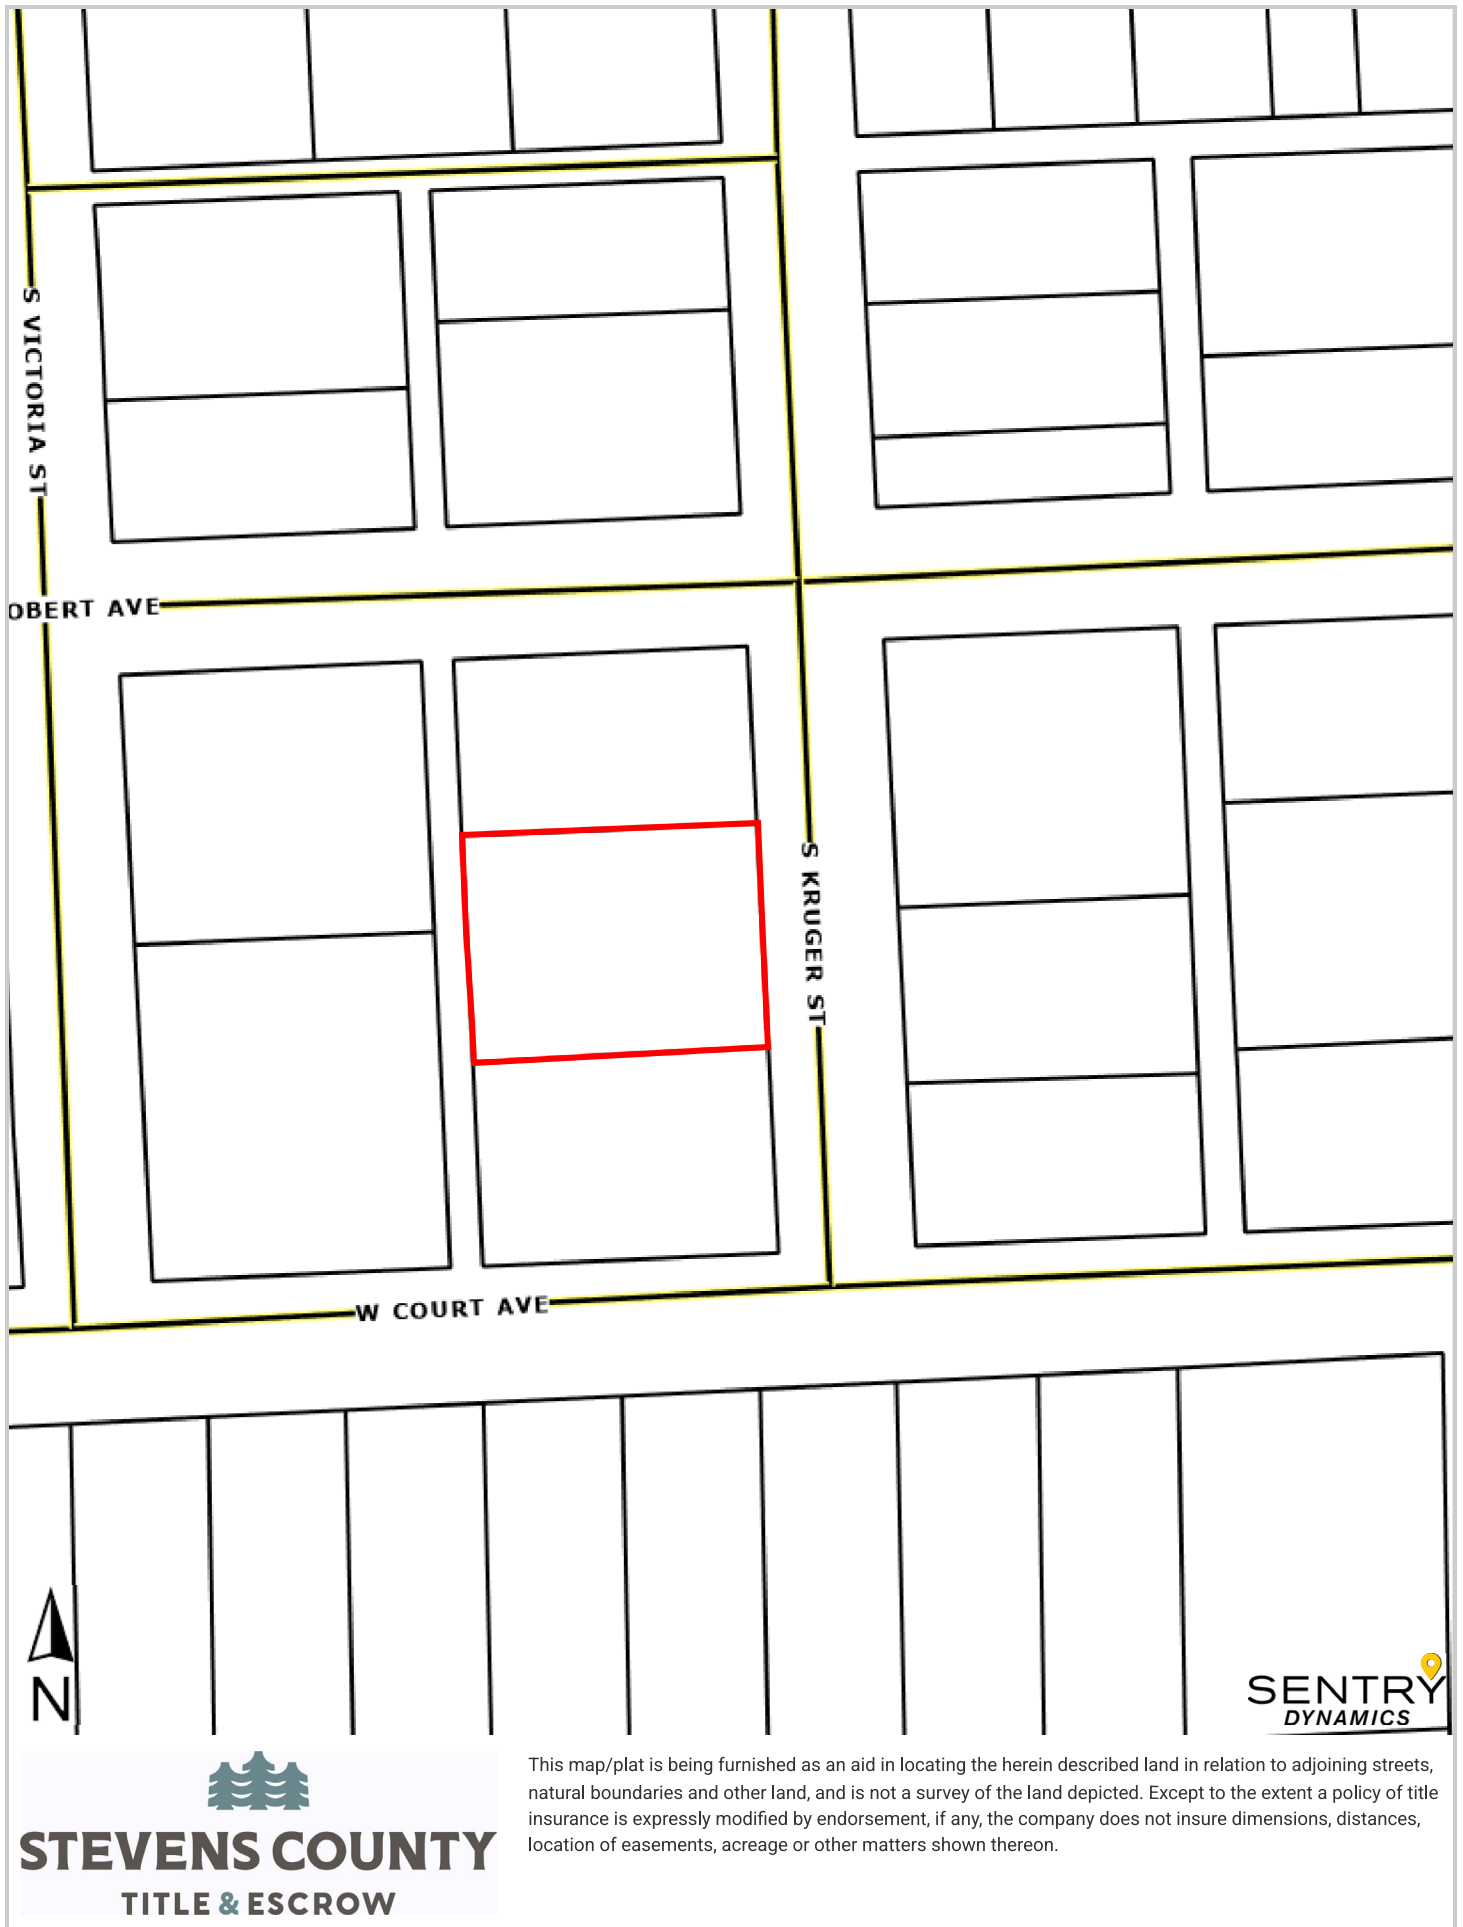 S VICTORIA ST
OBERT AVE
S KRUGER ST
W COURT AVE
N
SENTRY
DYNAMICS
STEVENS COUNTY
TITLE & ESCROW
This map/plat is being furnished as an aid in locating the herein described land in relation to adjoining streets,
natural boundaries and other land, and is not a survey of the land depicted. Except to the extent a policy of title
insurance is expressly modified by endorsement, if any, the company does not insure dimensions, distances,
location of easements, acreage or other matters shown thereon.